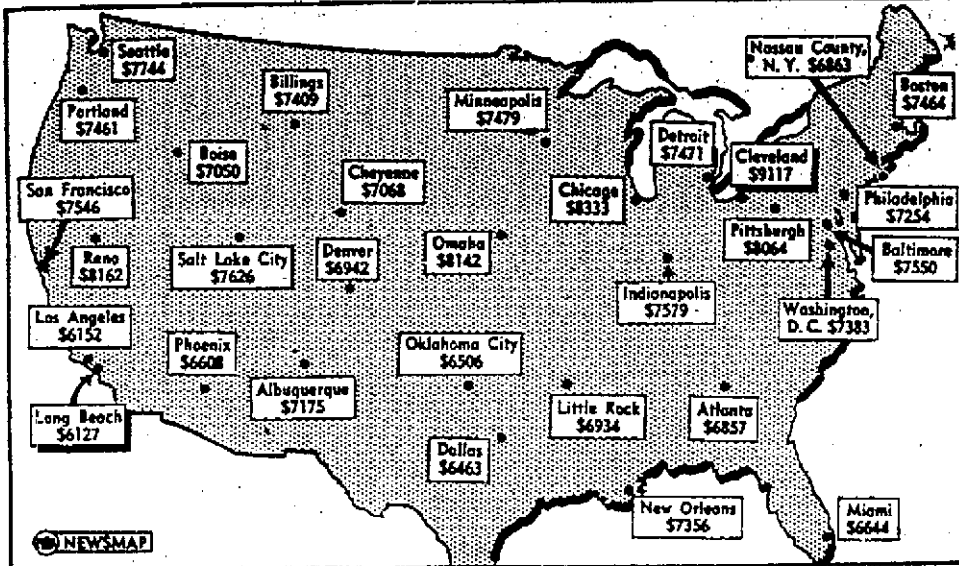 Seattle
$7744
Portland
$7461
Billings
$7409
Minneapolis
$7479
Nassau County,
N. Y. $6863
Boston
$7464
Boise
$7050
Cheyenne
$7068
Detroit
$7471
Cleveland
$9117
Chicago
$8333
San Francisco
$7546
Philadelphia
$7254
Reno
$8162
Salt Lake City
$7626
Denver
$6942
Omaha
$8142
Pittsburgh
$8064
Baltimore
$7550
Indianapolis
$7579
Washington,
D. C. $7383
Los Angeles
$6152
Phoenix
$6608
Albuquerque
$7175
Oklahoma City
$6506
Long Beach
$6127
Little Rock
$6934
Atlanta
$6857
Dallas
$6463
New Orleans
$7356
Miami
$6644
NEWSMAP